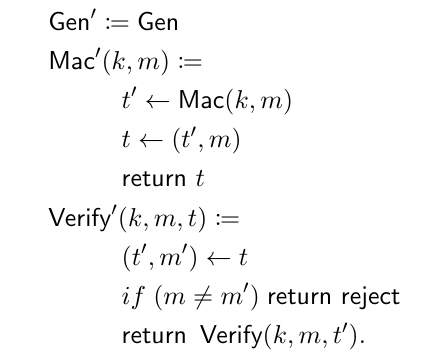 Gen′ := Gen
Mac′(k, m) :=
t′ ← Mac(k, m)
t ← (t′, m)
return t
Verify′(k, m, t) :=
(t′, m′) ← t
if (m ≠ m′) return reject
return Verify(k, m, t′).